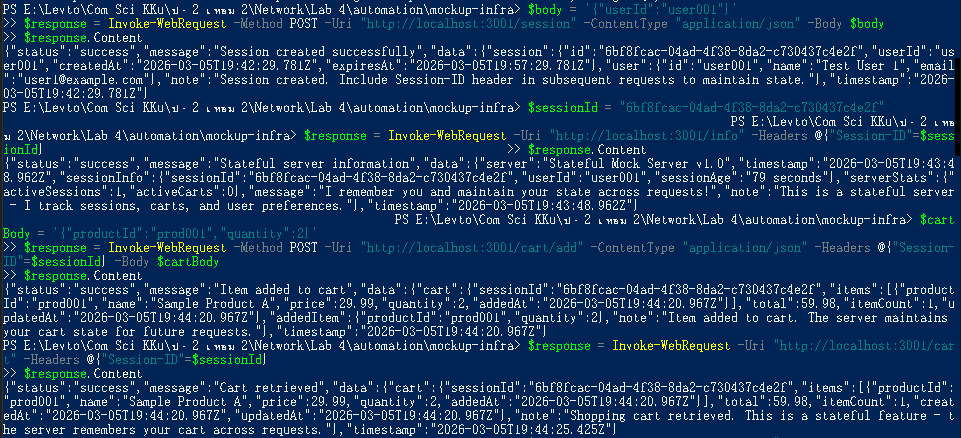 PS E:\Levto\Com Sci KKu\ป.2 เทอม 2\Network\Lab 4\automation\mockup-infra> $body = '{"userId":"user001"}'
>> $response = Invoke-WebRequest -Method POST -Uri "http://localhost:3001/session" -ContentType "application/json" -Body $body
>> $response.Content
{"status":"success","message":"Session created successfully","data":{"session":{"id":"6bf8fcac-04ad-4f38-8da2-c730437c4e2f","userId":"us
er001","createdAt":"2026-03-05T19:42:29.781Z","expiresAt":"2026-03-05T19:57:29.781Z"},"user":{"id":"user001","name":"Test User 1","email
":"user1@example.com"},"note":"Session created. Include Session-ID header in subsequent requests to maintain state."},"timestamp":"2026-
03-05T19:42:29.781Z"}
PS E:\Levto\Com Sci KKu\ป.2 เทอม 2\Network\Lab 4\automation\mockup-infra> $sessionId = "6bf8fcac-04ad-4f38-8da2-c730437c4e2f"
PS E:\Levto\Com Sci KKu\ป.2 เทอ
ม 2\Network\Lab 4\automation\mockup-infra> $response = Invoke-WebRequest -Uri "http://localhost:3001/info" -Headers @{"Session-ID"=$sess
ionId} >> $response.Content
{"status":"success","message":"Stateful server information","data":{"server":"Stateful Mock Server v1.0","timestamp":"2026-03-05T19:43:4
8.962Z","sessionInfo":{"sessionId":"6bf8fcac-04ad-4f38-8da2-c730437c4e2f","userId":"user001","sessionAge":"79 seconds"},"serverStats":{"
activeSessions":1,"activeCarts":0},"message":"I remember you and maintain your state across requests!","note":"This is a stateful server
- I track sessions, carts, and user preferences."},"timestamp":"2026-03-05T19:43:48.962Z"}
PS E:\Levto\Com Sci KKu\ป.2 เทอม 2\Network\Lab 4\automation\mockup-infra> $cart
Body = '{"productId":"prod001","quantity":2}'
>> $response = Invoke-WebRequest -Method POST -Uri "http://localhost:3001/cart/add" -ContentType "application/json" -Headers @{"Session-
ID"=$sessionId} -Body $cartBody
>> $response.Content
{"status":"success","message":"Item added to cart","data":{"cart":{"sessionId":"6bf8fcac-04ad-4f38-8da2-c730437c4e2f","items":[{"product
Id":"prod001","name":"Sample Product A","price":29.99,"quantity":2,"addedAt":"2026-03-05T19:44:20.967Z"}],"total":59.98,"itemCount":1,"u
pdatedAt":"2026-03-05T19:44:20.967Z"},"addedItem":{"productId":"prod001","quantity":2},"note":"Item added to cart. The server maintains
your cart state for future requests."},"timestamp":"2026-03-05T19:44:20.967Z"}
PS E:\Levto\Com Sci KKu\ป.2 เทอม 2\Network\Lab 4\automation\mockup-infra> $response = Invoke-WebRequest -Uri "http://localhost:3001/car
t" -Headers @{"Session-ID"=$sessionId}
>> $response.Content
{"status":"success","message":"Cart retrieved","data":{"cart":{"sessionId":"6bf8fcac-04ad-4f38-8da2-c730437c4e2f","items":[{"productId":
"prod001","name":"Sample Product A","price":29.99,"quantity":2,"addedAt":"2026-03-05T19:44:20.967Z"}],"total":59.98,"itemCount":1,"creat
edAt":"2026-03-05T19:44:20.967Z","updatedAt":"2026-03-05T19:44:20.967Z"},"note":"Shopping cart retrieved. This is a stateful feature - t
he server remembers your cart across requests."},"timestamp":"2026-03-05T19:44:25.425Z"}